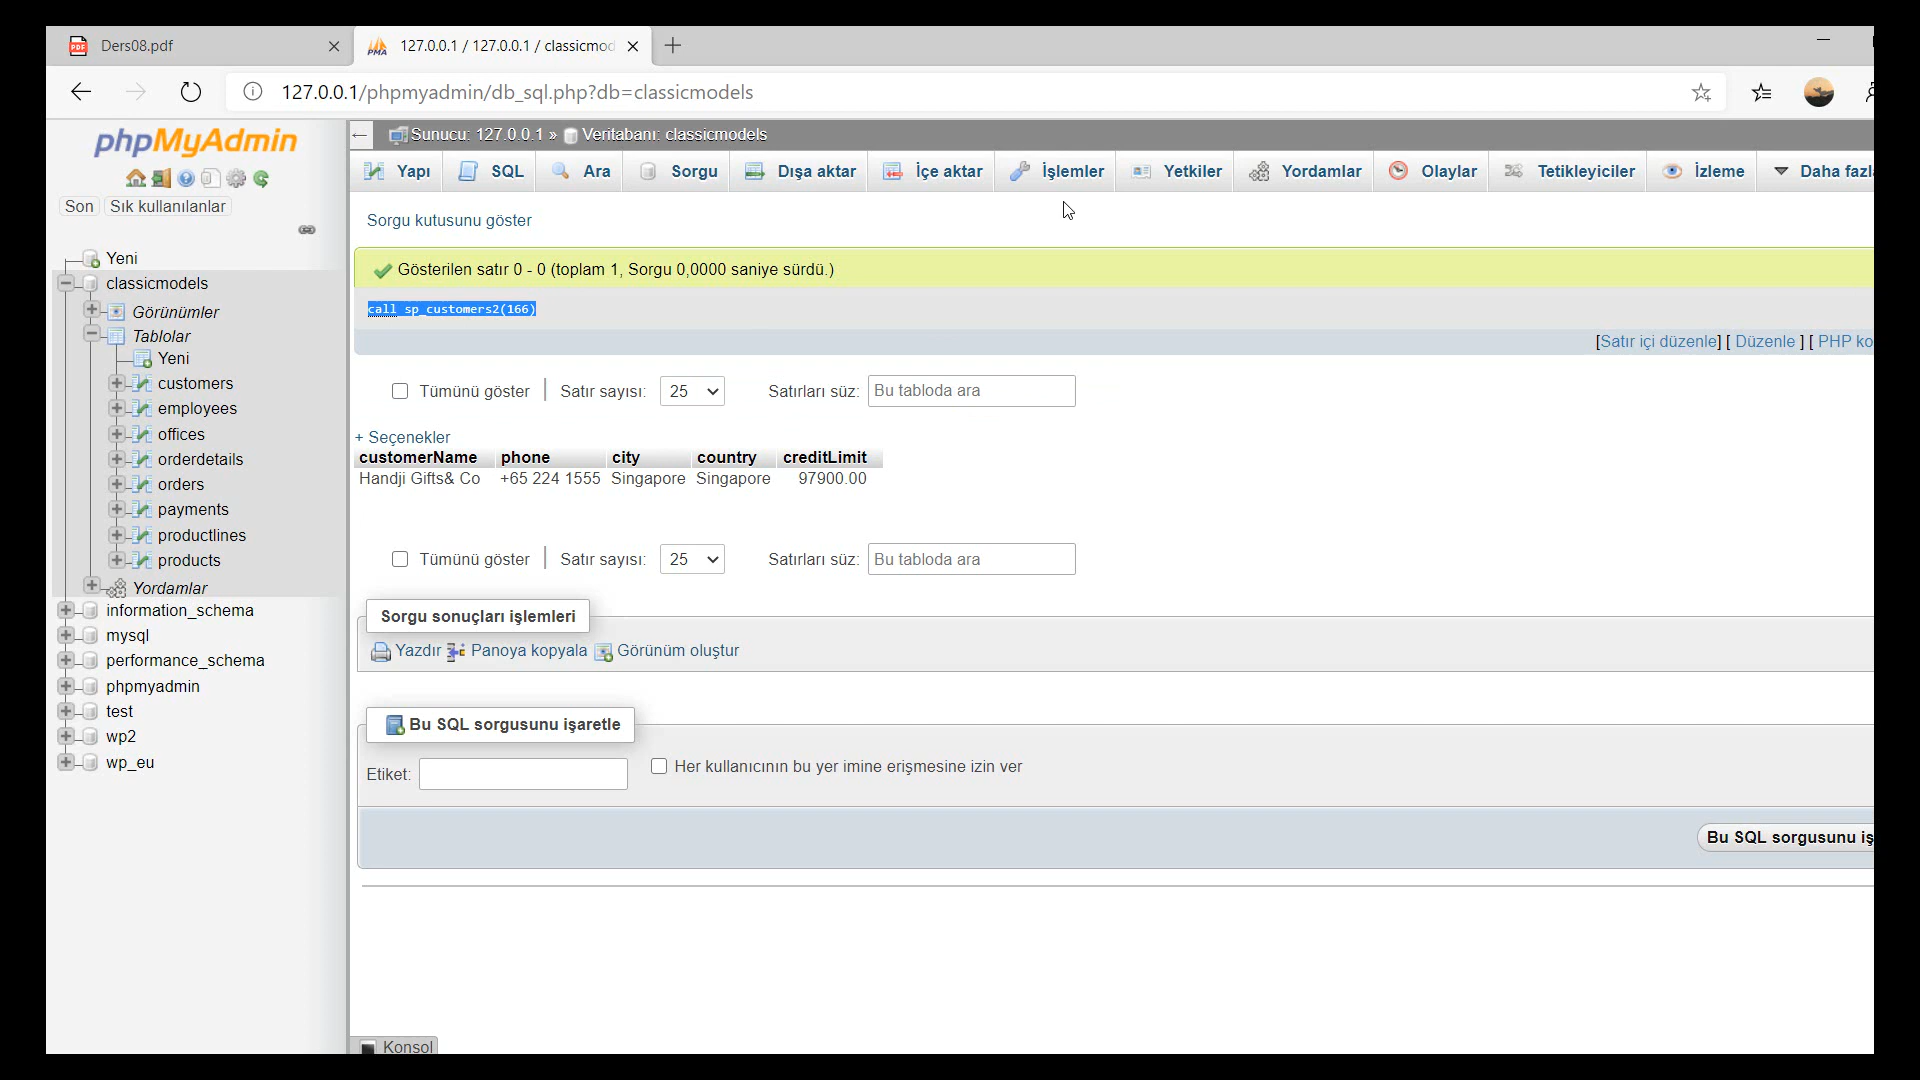 Ders08.pdf
127.0.0.1 / 127.0.0.1 / classicmod
127.0.0.1/phpmyadmin/db_sql.php?db=classicmodels
phpMyAdmin
Son Sık kullanılanlar
Yeni
classicmodels
Görünümler
Tablolar
Yeni
customers
employees
offices
orderdetails
orders
payments
productlines
products
Yordamlar
information_schema
mysql
performance_schema
phpmyadmin
test
wp2
wp_eu
Sunucu: 127.0.0.1 » Veritabanı: classicmodels
Yapı SQL Ara Sorgu Dışa aktar İçe aktar İşlemler Yetkiler Yordamlar Olaylar Tetikleyiciler İzleme Daha fazla
Sorgu kutusunu göster
Gösterilen satır 0 - 0 (toplam 1, Sorgu 0,0000 saniye sürdü.)
call sp_customers2(166)
[Satır içi düzenle] [ Düzenle ] [ PHP ko
Tümünü göster Satır sayısı: 25 Satırları süz: Bu tabloda ara
+ Seçenekler
customerName phone city country creditLimit
Handji Gifts& Co +65 224 1555 Singapore Singapore 97900.00
Tümünü göster Satır sayısı: 25 Satırları süz: Bu tabloda ara
Sorgu sonuçları işlemleri
Yazdır Panoya kopyala Görünüm oluştur
Bu SQL sorgusunu işaretle
Etiket: Her kullanıcının bu yer imine erişmesine izin ver
Bu SQL sorgusunu iş
Konsol